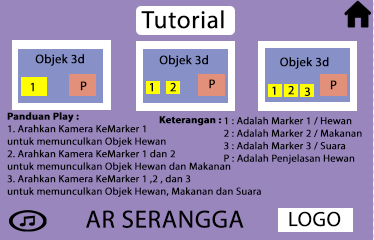 Tutorial
Objek 3d
1
P
Objek 3d
1 2
P
Objek 3d
1 2 3
P
Panduan Play :
1. Arahkan Kamera KeMarker 1
untuk memunculkan Objek Hewan
2. Arahkan Kamera KeMarker 1 dan 2
untuk memunculkan Objek Hewan dan Makanan
3. Arahkan Kamera KeMarker 1 ,2 , dan 3
untuk memunculkan Objek Hewan, Makanan dan Suara
Keterangan : 1 : Adalah Marker 1 / Hewan
2 : Adalah Marker 2 / Makanan
3 : Adalah Marker 3 / Suara
P : Adalah Penjelasan Hewan
AR SERANGGA
LOGO